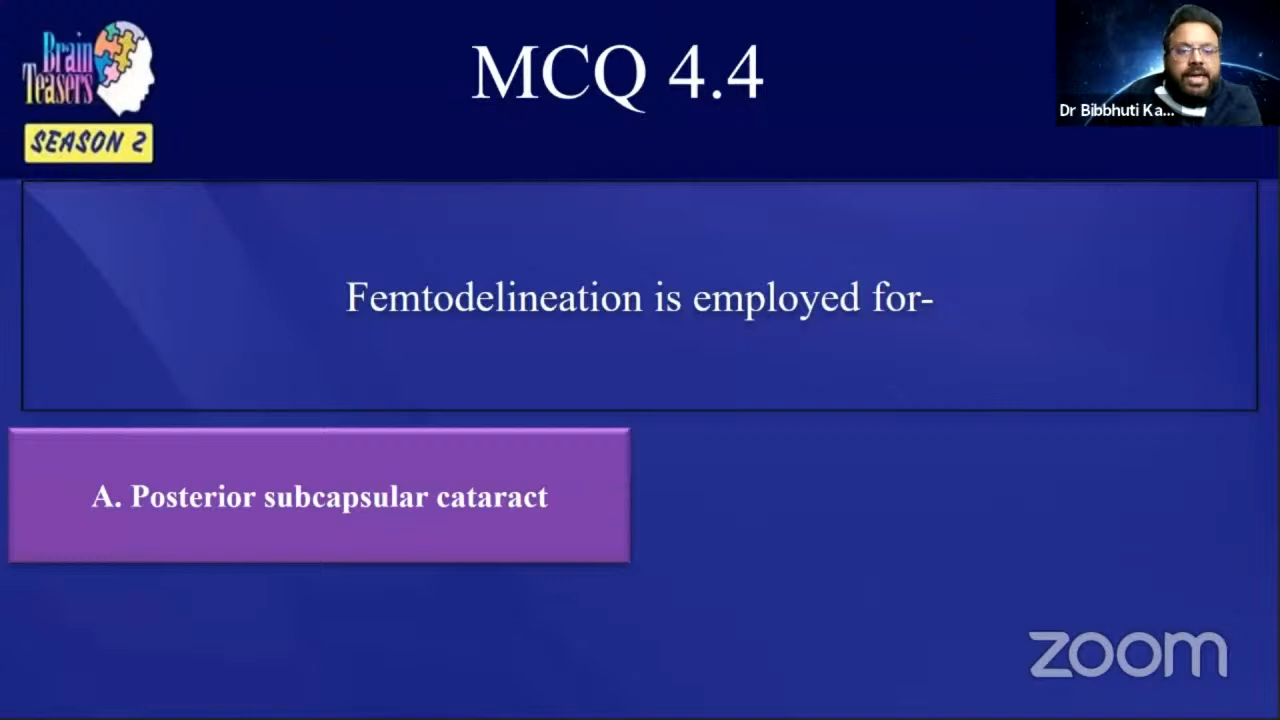 Brain
Teasers
SEASON 2
MCQ 4.4
Dr Bibbhuti Ka...
Femtodelineation is employed for-
A. Posterior subcapsular cataract
zoom